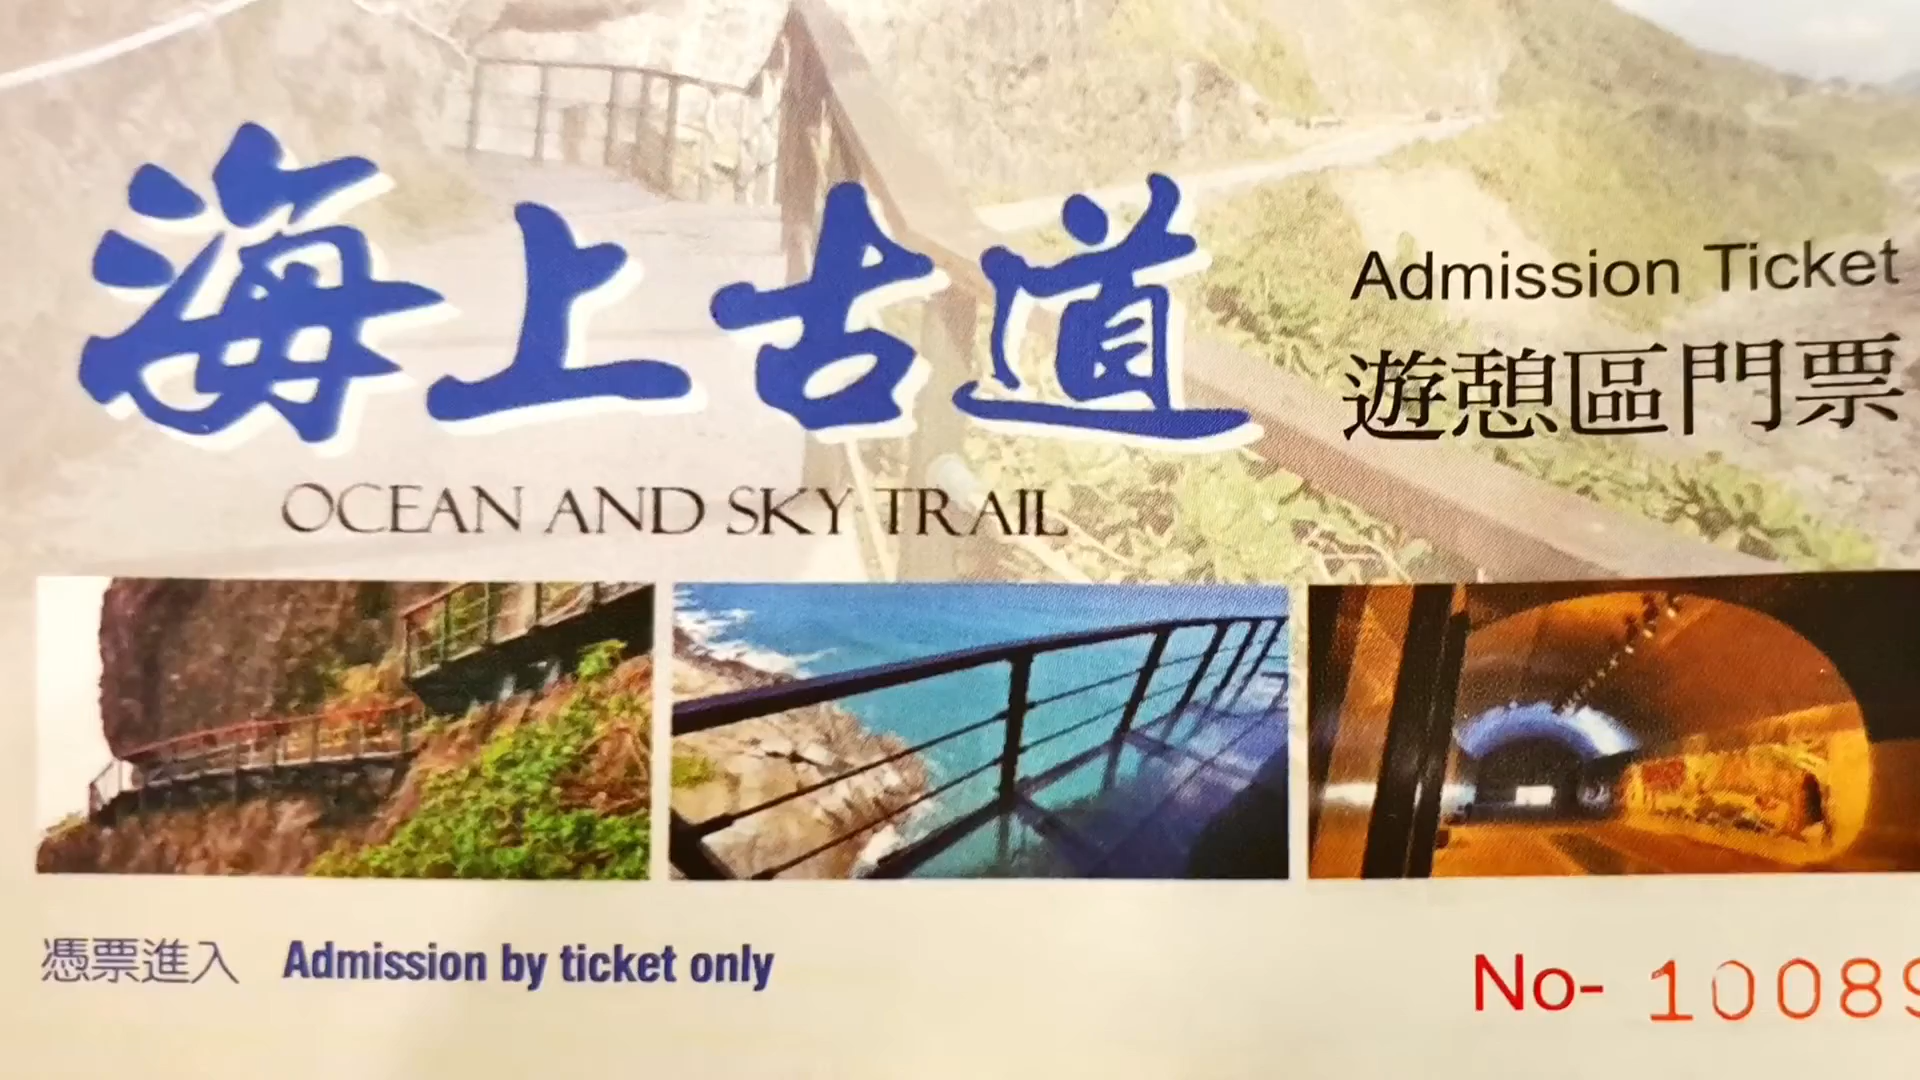 海上古道
OCEAN AND SKY TRAIL
Admission Ticket
遊憩區門票
憑票進入 Admission by ticket only
No- 10089